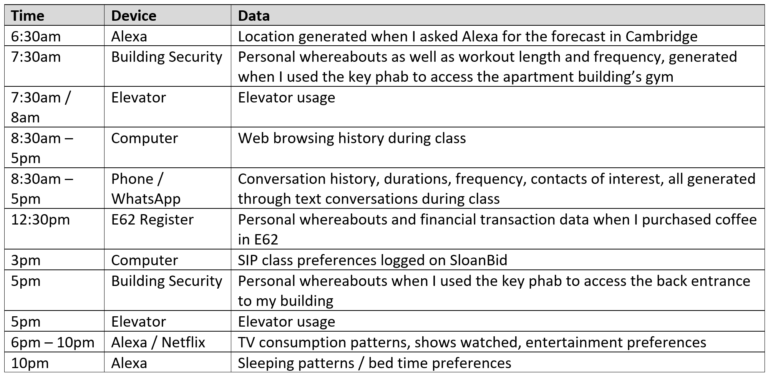 Time Device Data
6:30am Alexa Location generated when I asked Alexa for the forecast in Cambridge
7:30am Building Security Personal whereabouts as well as workout length and frequency, generated
when I used the key phab to access the apartment building's gym
7:30am / Elevator Elevator usage
8am
8:30am – Computer Web browsing history during class
5pm
8:30am – Phone / Conversation history, durations, frequency, contacts of interest, all generated
5pm WhatsApp through text conversations during class
12:30pm E62 Register Personal whereabouts and financial transaction data when I purchased coffee
in E62
3pm Computer SIP class preferences logged on SloanBid
5pm Building Security Personal whereabouts when I used the key phab to access the back entrance
to my building
5pm Elevator Elevator usage
6pm – 10pm Alexa / Netflix TV consumption patterns, shows watched, entertainment preferences
10pm Alexa Sleeping patterns / bed time preferences